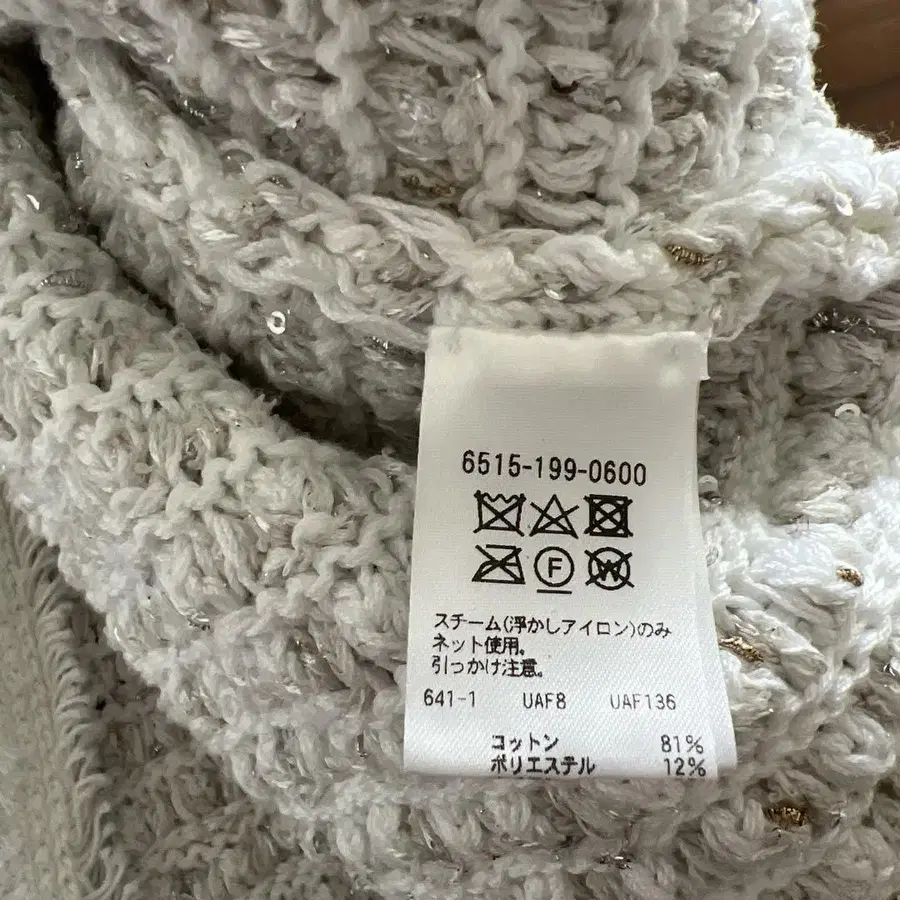 6515-199-0600
F W
スチーム(浮かしアイロン)のみ
ネット使用。
引っかけ注意。
641-1 UAF8 UAF136
コットン 81%
ポリエステル 12%